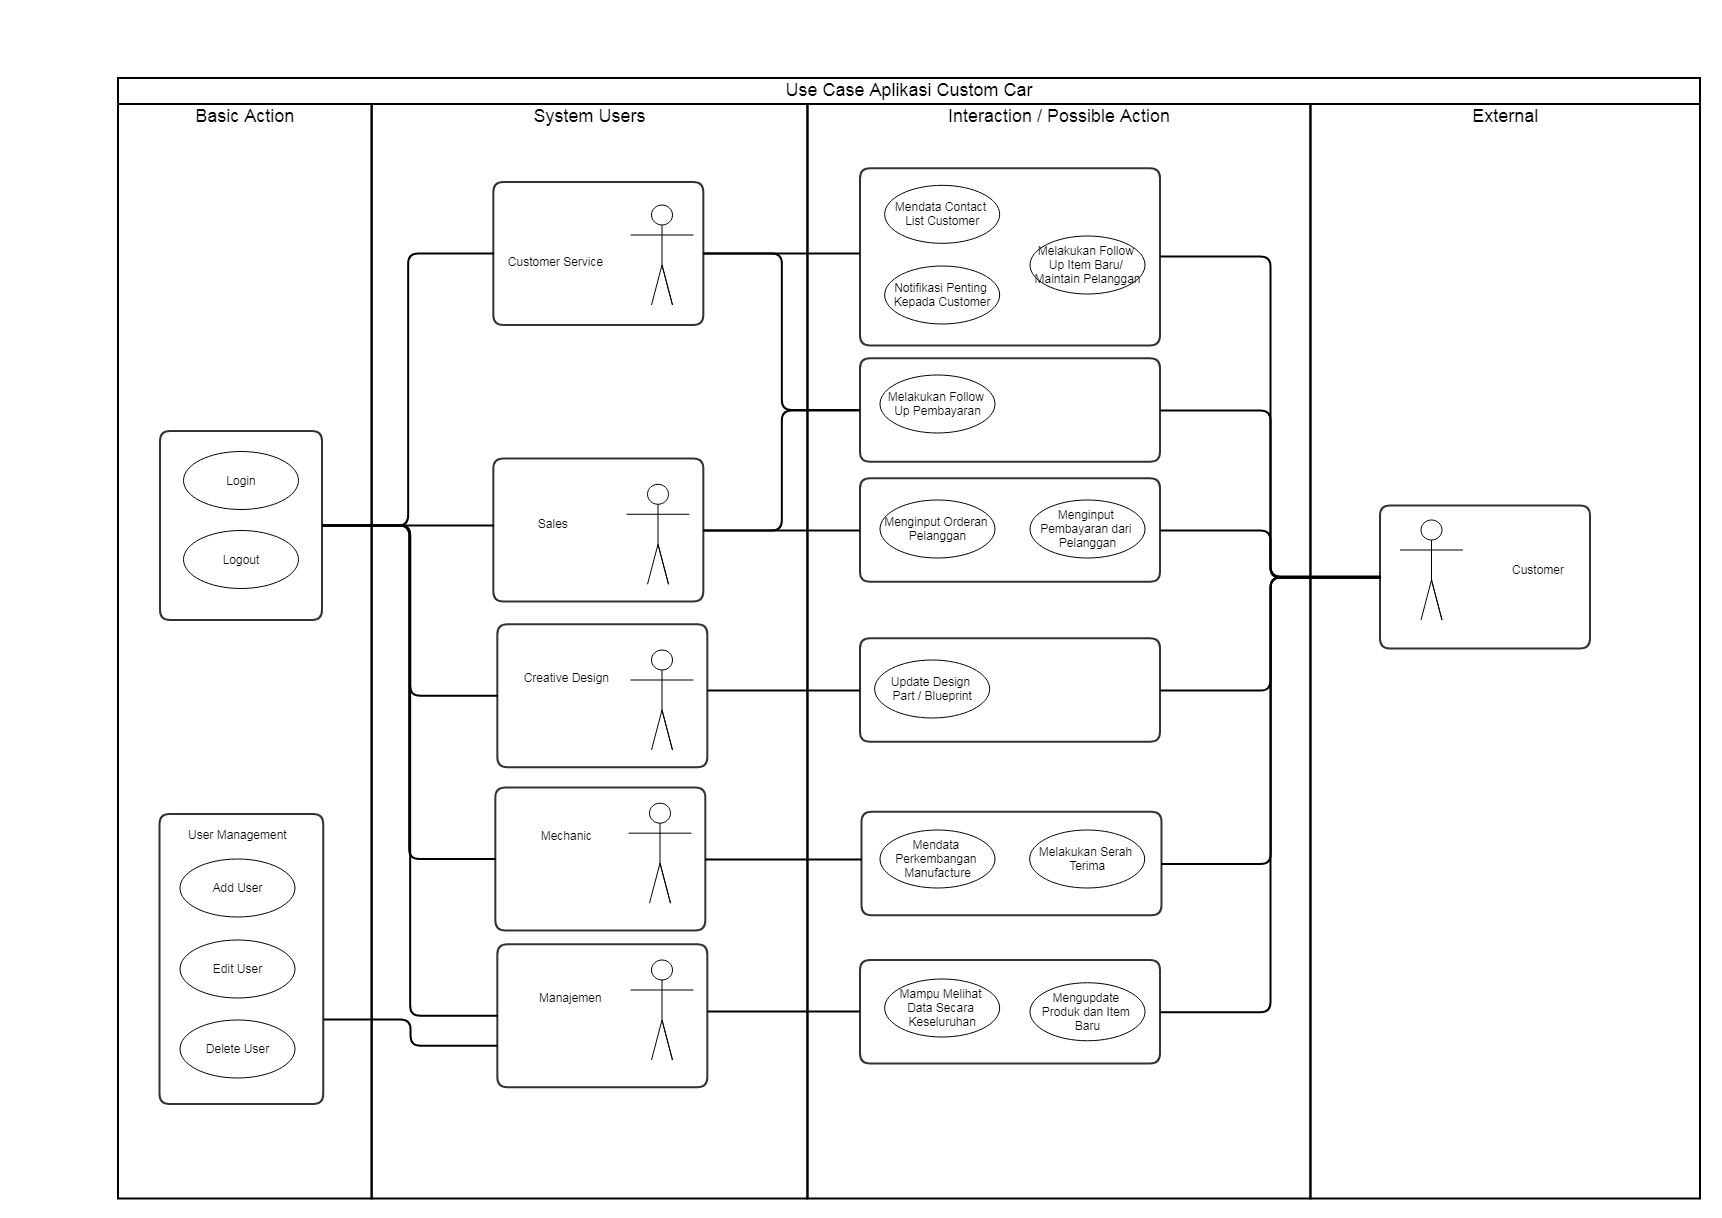 Use Case Aplikasi Custom Car
Basic Action
System Users
Interaction / Possible Action
External
Login
Logout
User Management
Add User
Edit User
Delete User
Customer Service
Sales
Creative Design
Mechanic
Manajemen
Mendata Contact
List Customer
Notifikasi Penting
Kepada Customer
Melakukan Follow
Up Item Baru/
Maintain Pelanggan
Melakukan Follow
Up Pembayaran
Menginput Orderan
Pelanggan
Menginput
Pembayaran dari
Pelanggan
Update Design
Part / Blueprint
Mendata
Perkembangan
Manufacture
Melakukan Serah
Terima
Mampu Melihat
Data Secara
Keseluruhan
Mengupdate
Produk dan Item
Baru
Customer